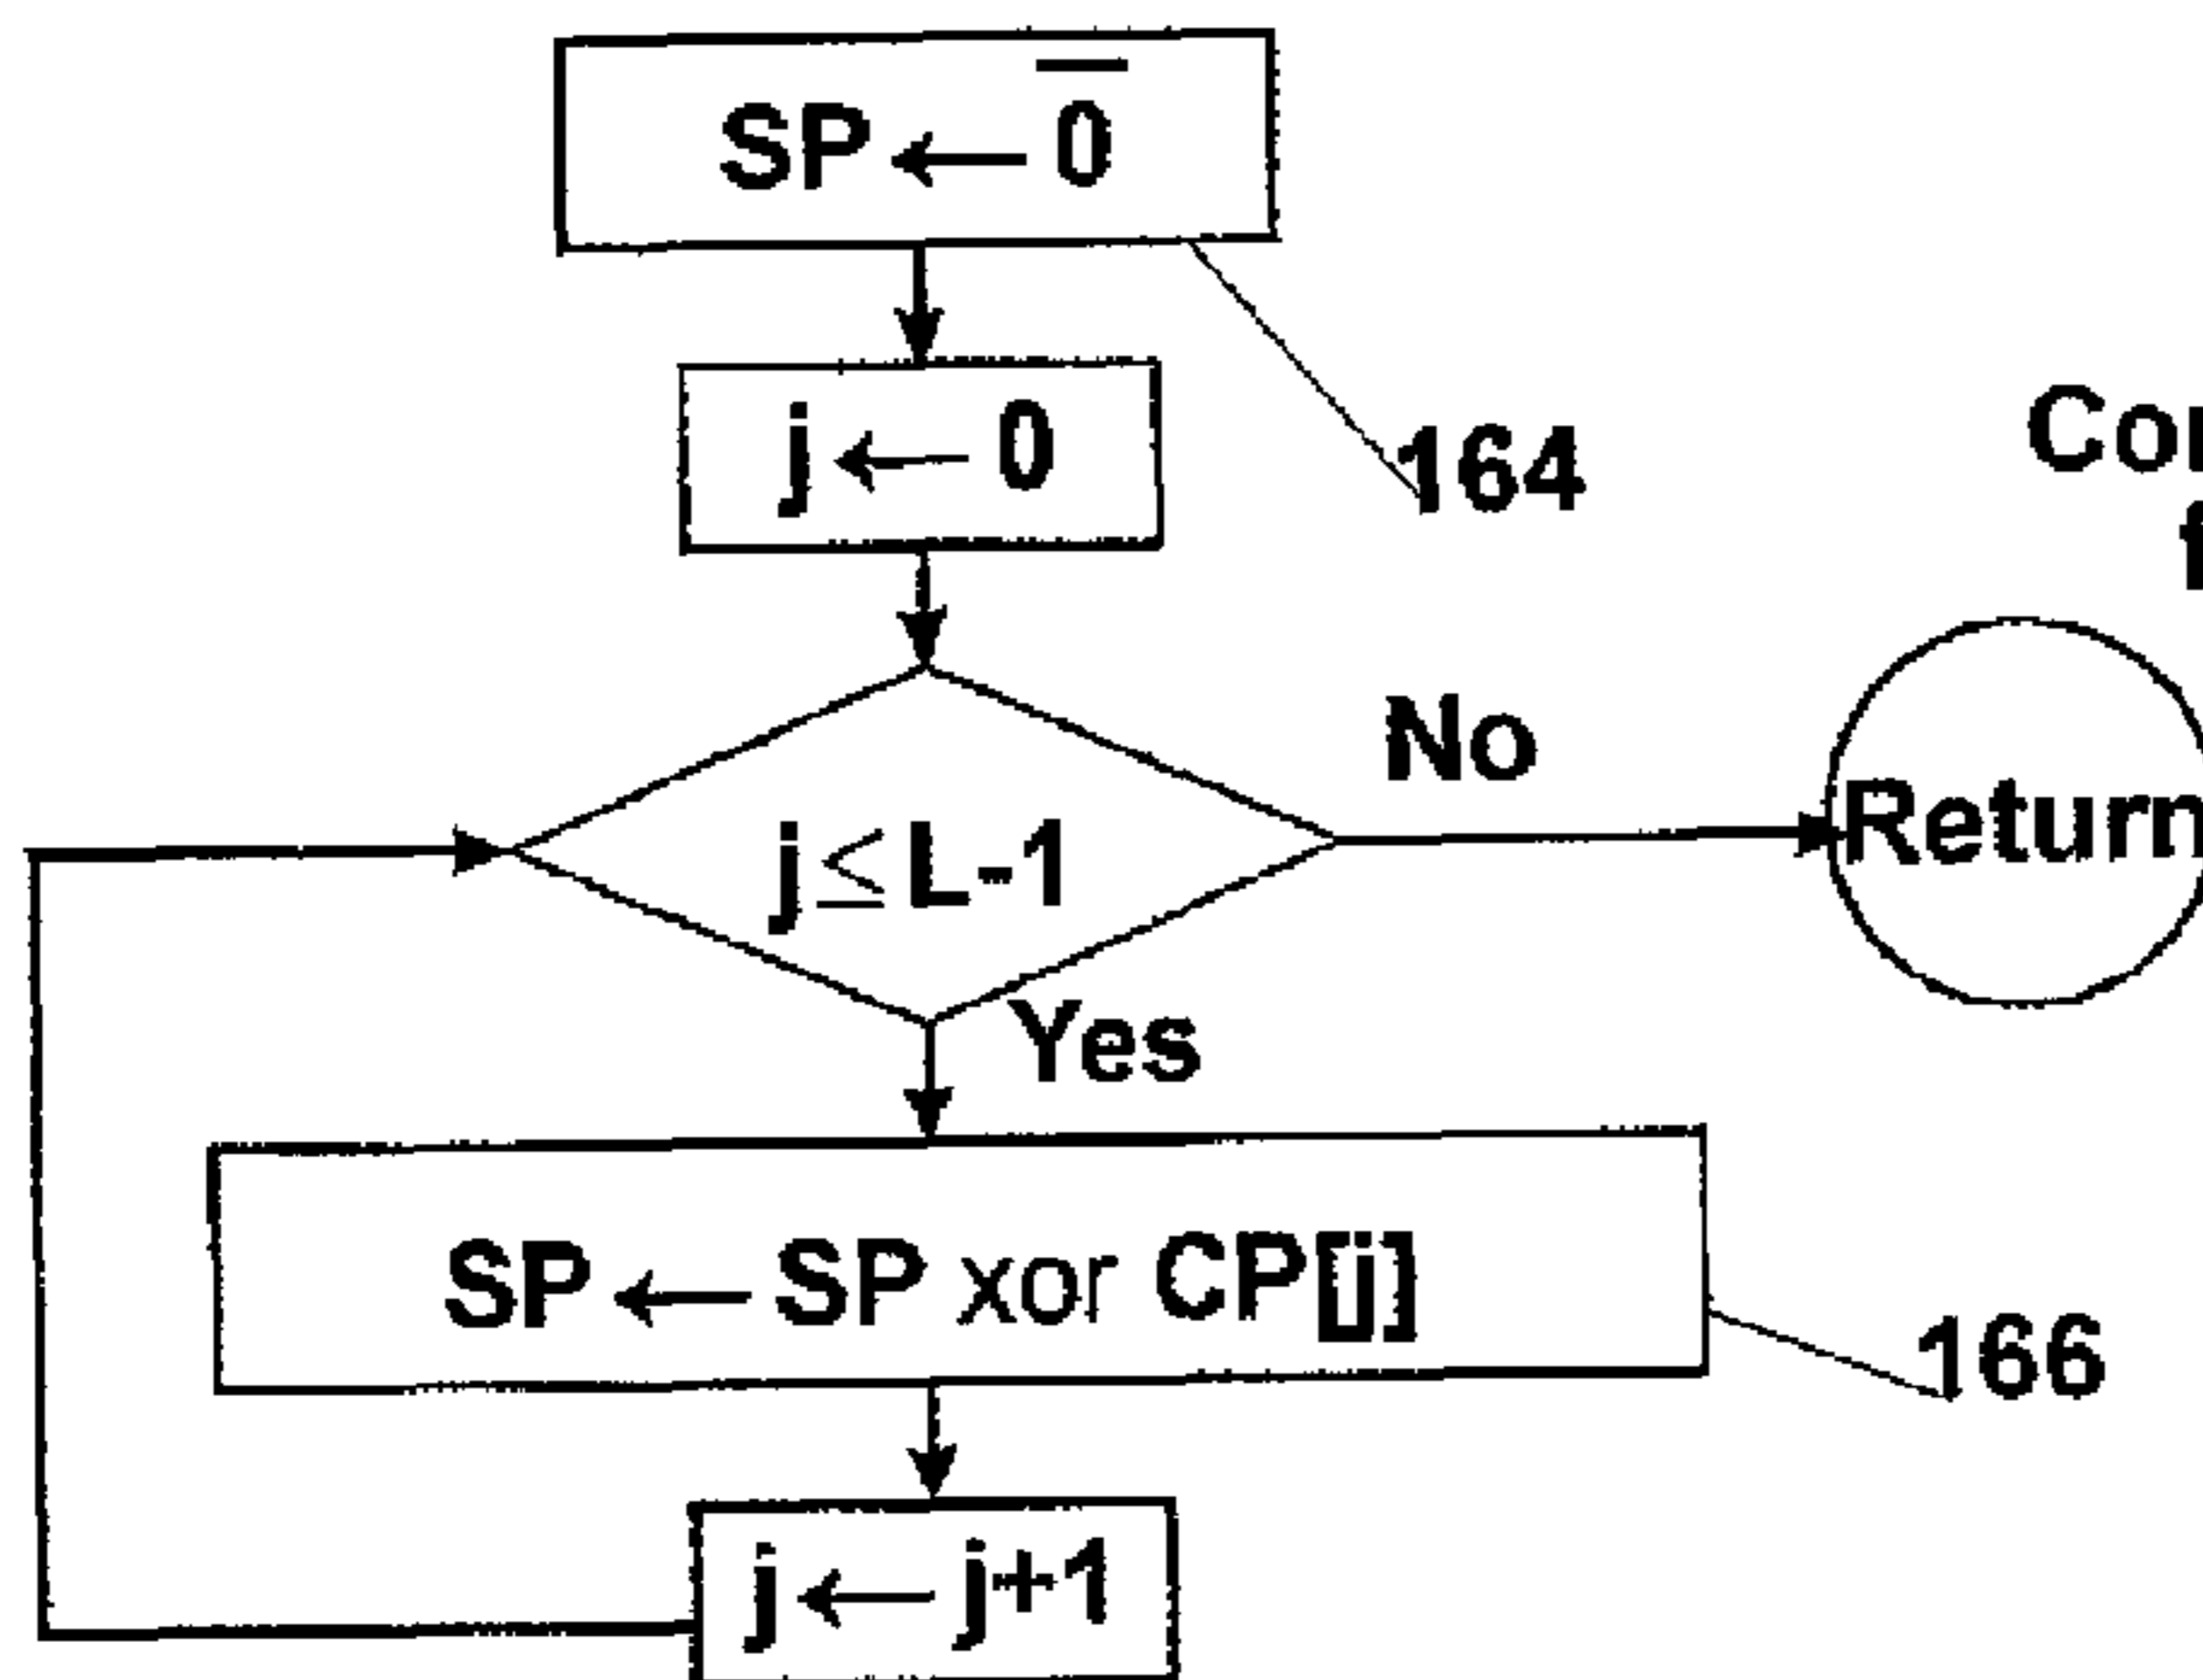 SP ← 0̅
j ← 0
164
No
j ≤ L-1
Return
Yes
SP ← SP xor CP[j]
166
j ← j+1